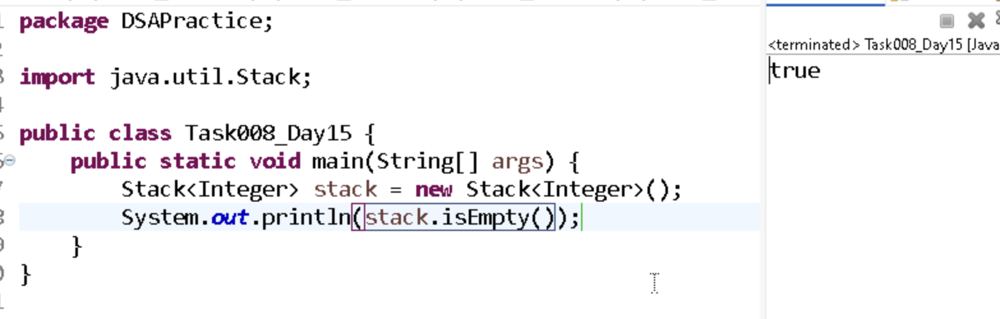 package DSAPractice;
import java.util.Stack;
public class Task008_Day15 {
public static void main(String[] args) {
Stack<Integer> stack = new Stack<Integer>();
System.out.println(stack.isEmpty());
}
}
<terminated> Task008_Day15 [Java
true